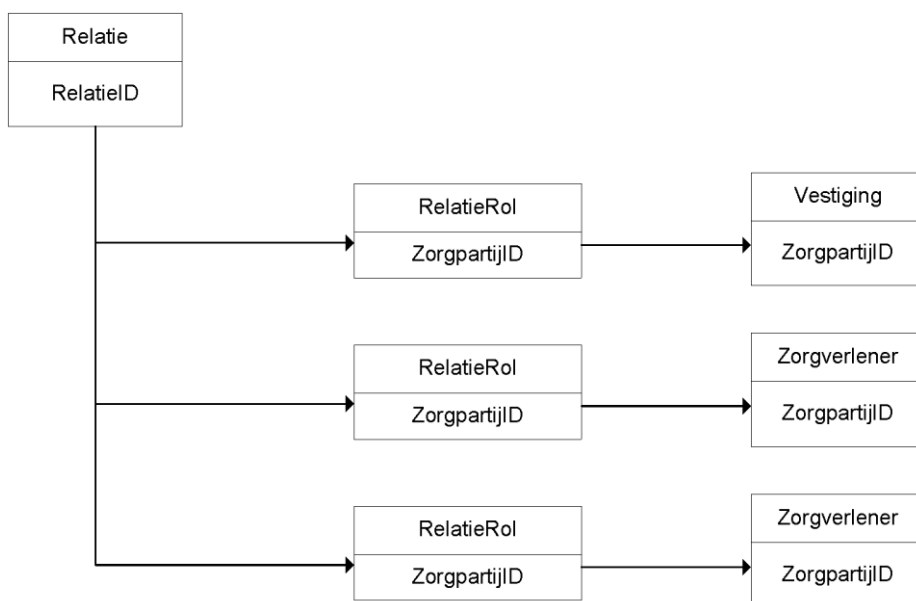 Relatie
RelatieID
RelatieRol
ZorgpartijID
Vestiging
ZorgpartijID
RelatieRol
ZorgpartijID
Zorgverlener
ZorgpartijID
RelatieRol
ZorgpartijID
Zorgverlener
ZorgpartijID